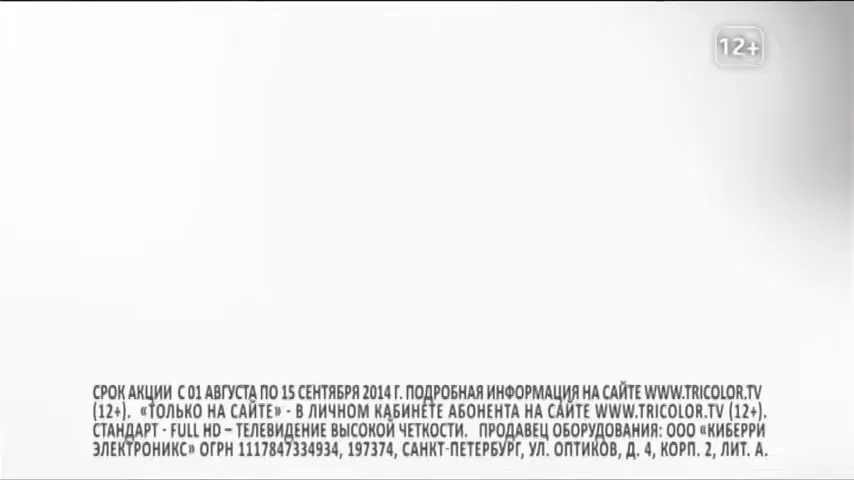 12+
СРОК АКЦИИ С 01 АВГУСТА ПО 15 СЕНТЯБРЯ 2014 Г. ПОДРОБНАЯ ИНФОРМАЦИЯ НА САЙТЕ WWW.TRICOLOR.TV
(12+). «ТОЛЬКО НА САЙТЕ» - В ЛИЧНОМ КАБИНЕТЕ АБОНЕНТА НА САЙТЕ WWW.TRICOLOR.TV (12+).
СТАНДАРТ - FULL HD – ТЕЛЕВИДЕНИЕ ВЫСОКОЙ ЧЕТКОСТИ. ПРОДАВЕЦ ОБОРУДОВАНИЯ: ООО «КИБЕРРИ
ЭЛЕКТРОНИКС» ОГРН 1117847334934, 197374, САНКТ-ПЕТЕРБУРГ, УЛ. ОПТИКОВ, Д. 4, КОРП. 2, ЛИТ. А.